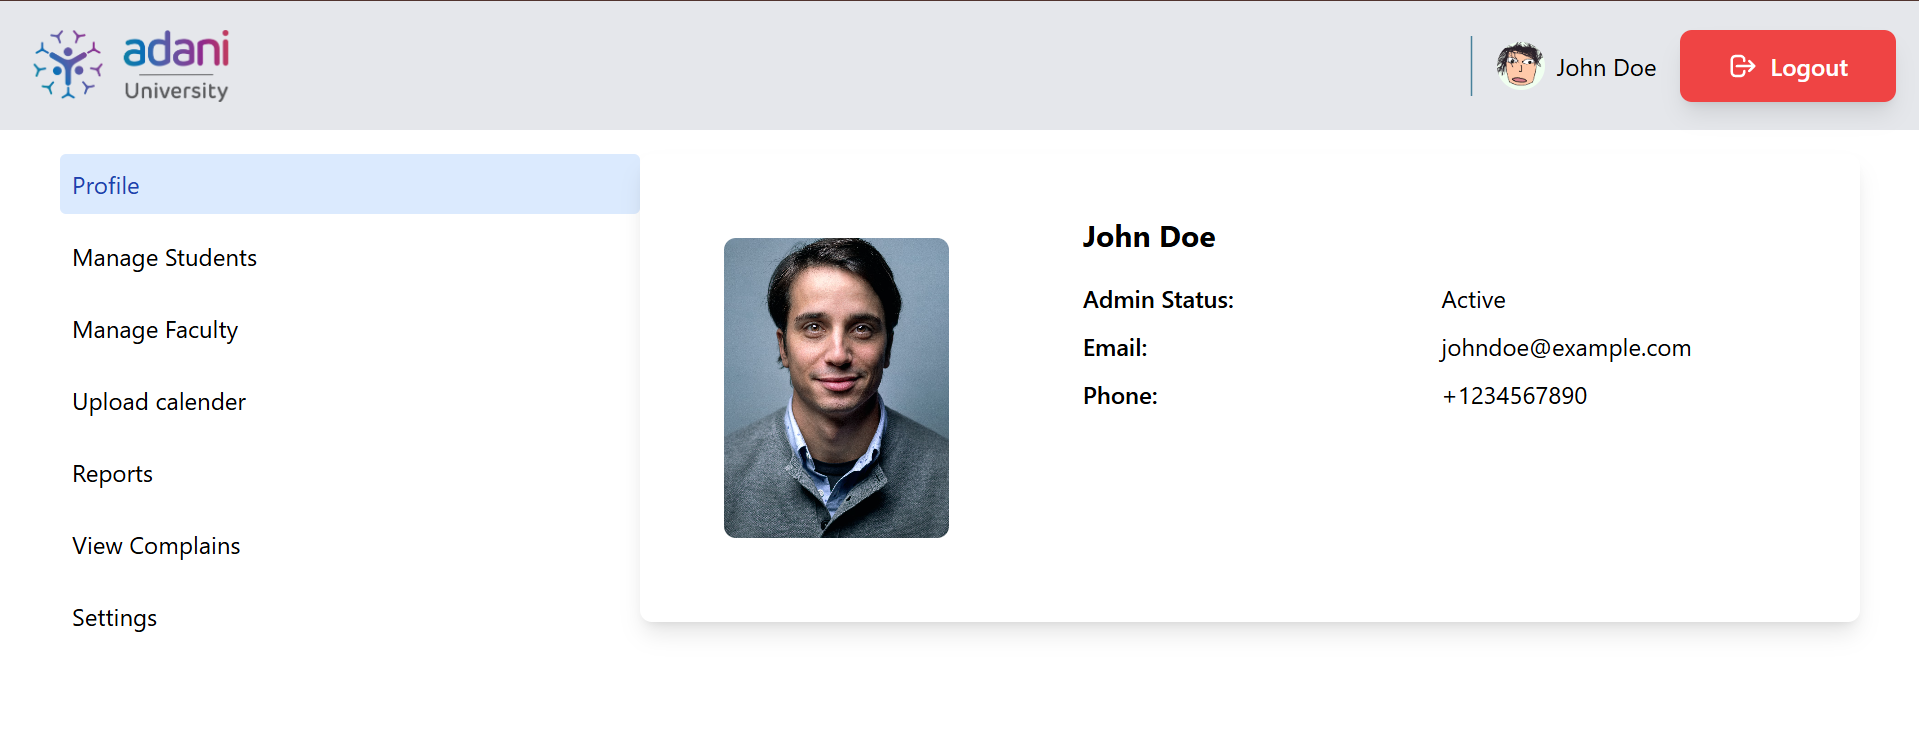 adani
University
John Doe
Logout
Profile
Manage Students
Manage Faculty
Upload calender
Reports
View Complains
Settings
John Doe
Admin Status: Active
Email: johndoe@example.com
Phone: +1234567890